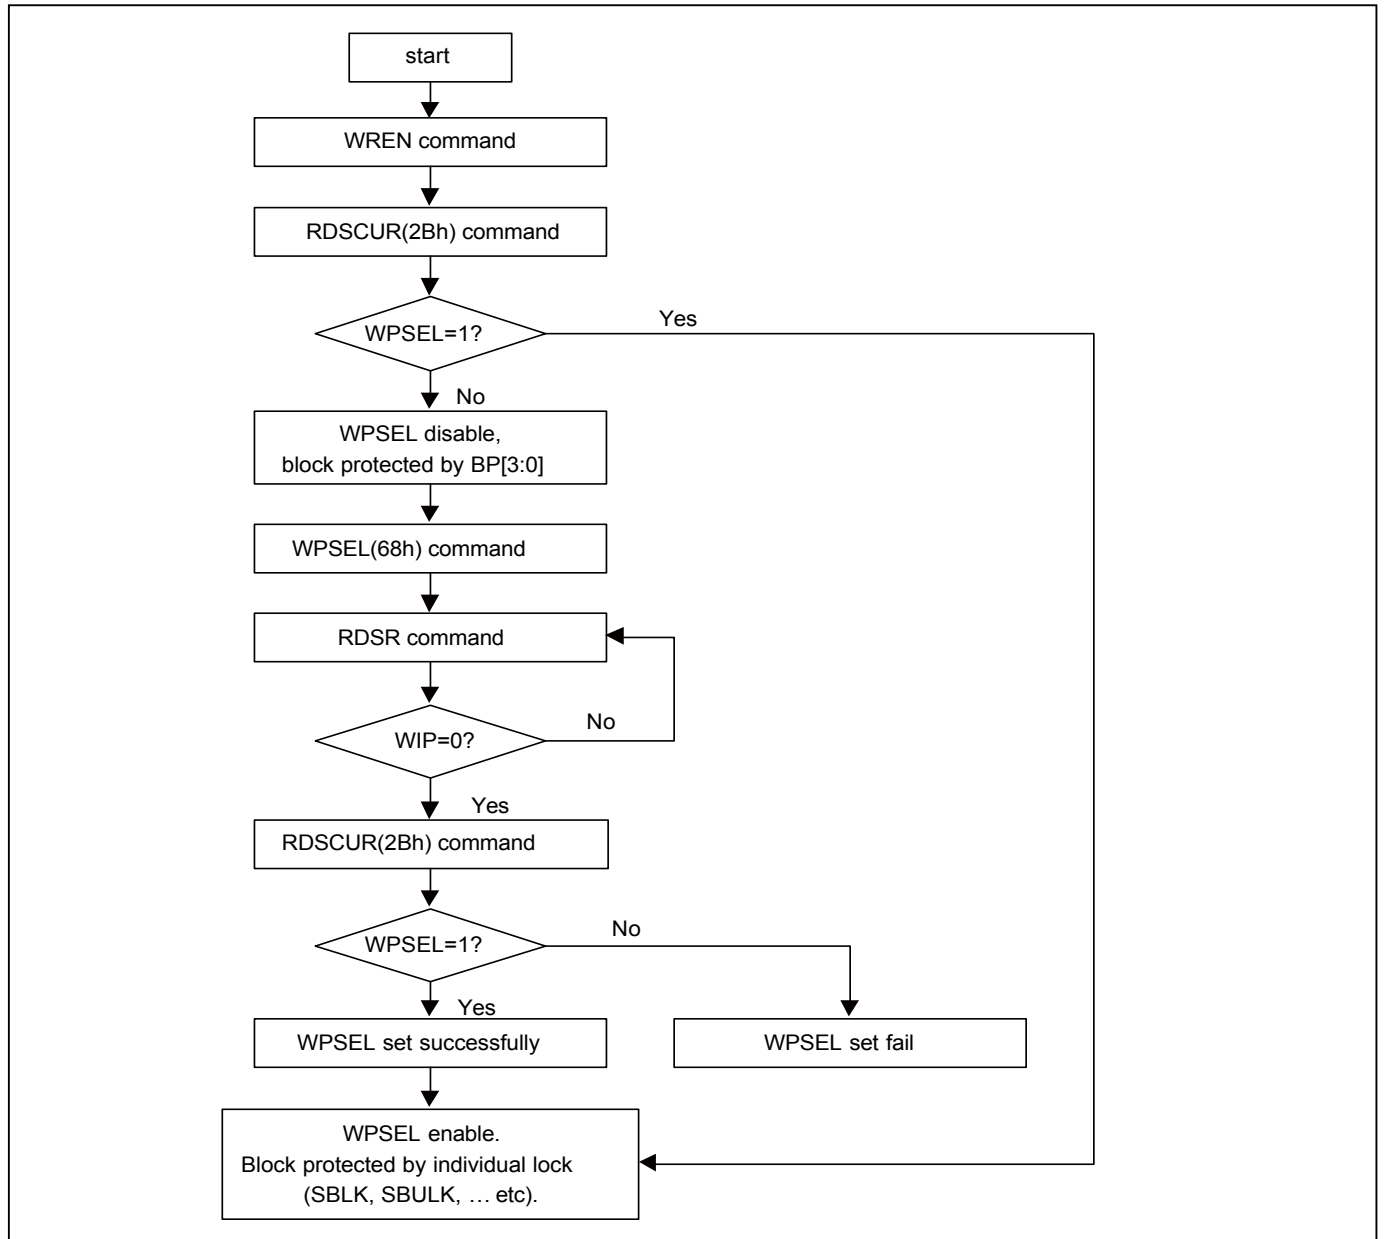 start
WREN command
RDSCUR(2Bh) command
WPSEL=1?
Yes
No
WPSEL disable,
block protected by BP[3:0]
WPSEL(68h) command
RDSR command
WIP=0?
No
Yes
RDSCUR(2Bh) command
WPSEL=1?
No
Yes
WPSEL set successfully
WPSEL set fail
WPSEL enable.
Block protected by individual lock
(SBLK, SBULK, … etc).